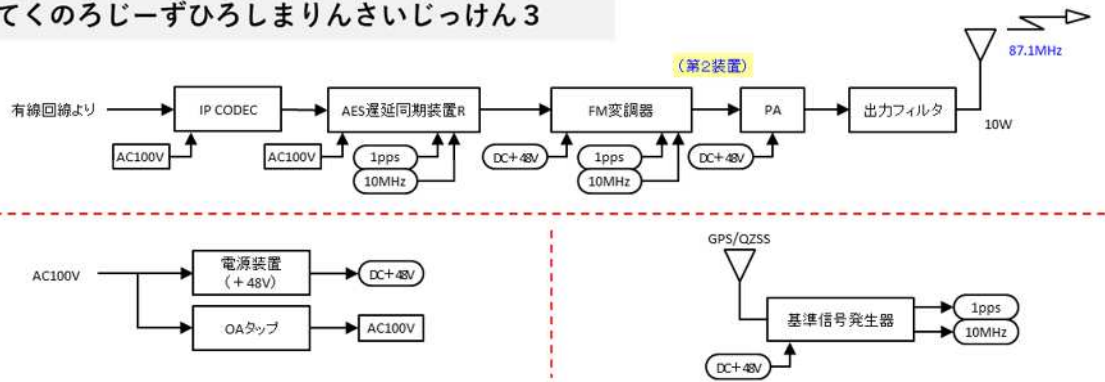 てくのろじーずひろしまりんさいじっけん３
87.1MHz
（第2装置）
有線回線より
IP CODEC
AES遅延同期装置R
FM変調器
PA
出力フィルタ
10W
AC100V
AC100V
1pps
10MHz
DC+48V
1pps
10MHz
DC+48V
AC100V
電源装置
（+48V）
DC+48V
OAタップ
AC100V
GPS/QZSS
基準信号発生器
1pps
10MHz
DC+48V